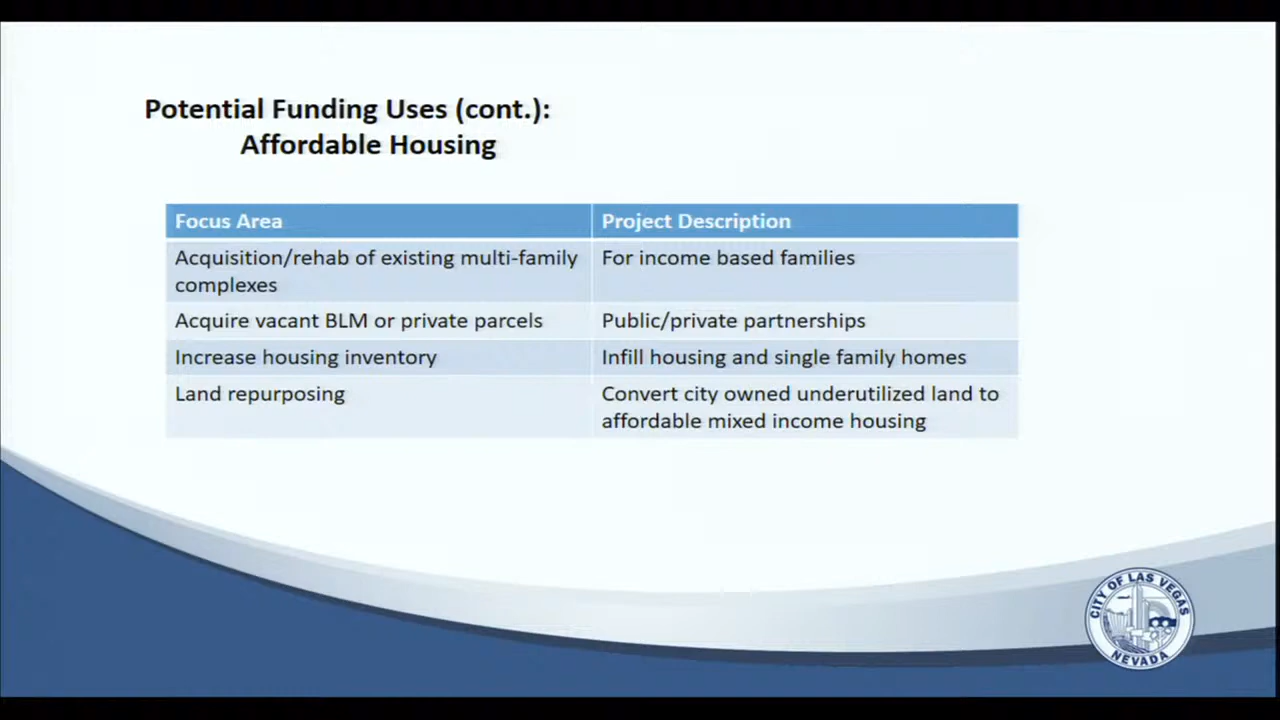 Potential Funding Uses (cont.):
Affordable Housing
Focus Area
Project Description
Acquisition/rehab of existing multi-family
complexes
For income based families
Acquire vacant BLM or private parcels
Public/private partnerships
Increase housing inventory
Infill housing and single family homes
Land repurposing
Convert city owned underutilized land to
affordable mixed income housing
CITY OF LAS VEGAS
NEVADA